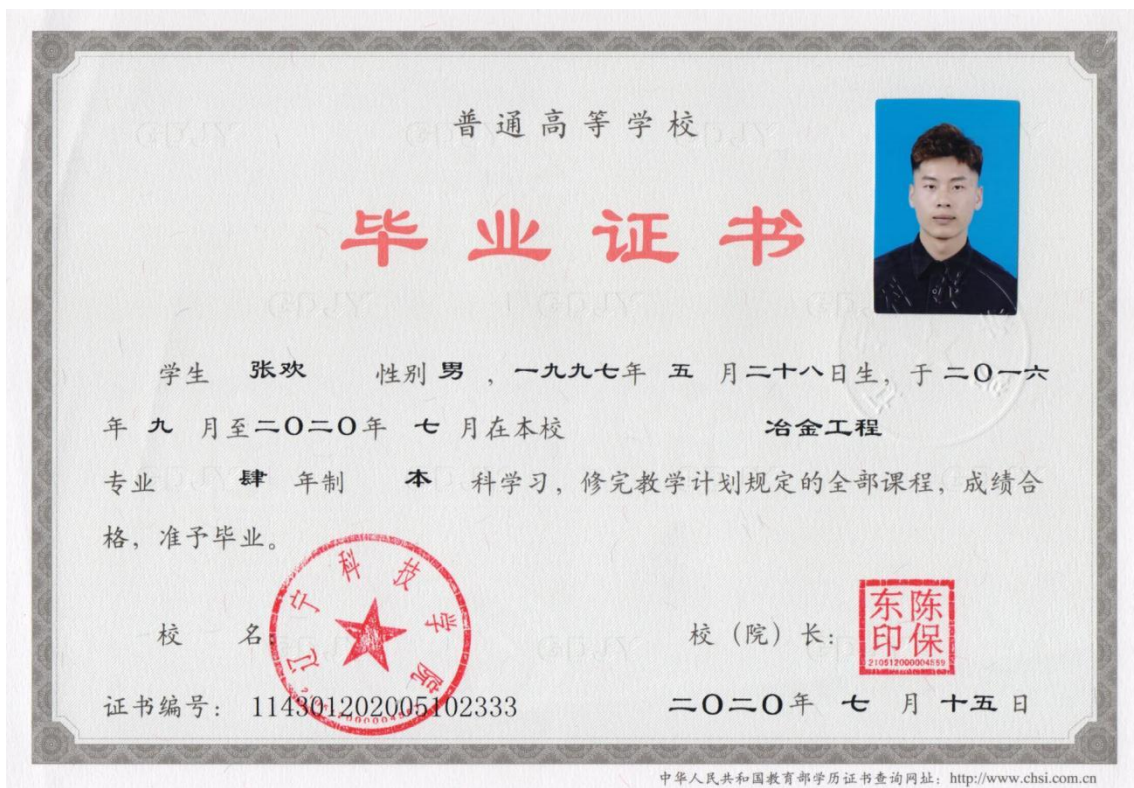 普通高等学校
毕业证书
学生 张欢 性别 男 ，一九九七年 五 月二十八日生，于 二〇一六
年 九 月至二〇二〇年 七 月在本校 冶金工程
专业 肆 年制 本 科学习，修完教学计划规定的全部课程，成绩合
格，准予毕业。
辽宁科技学院
校 名：
校（院）长：
陈保
东印
210512000004559
证书编号： 114301202005102333
二〇二〇年 七 月 十五 日
中华人民共和国教育部学历证书查询网址：http://www.chsi.com.cn